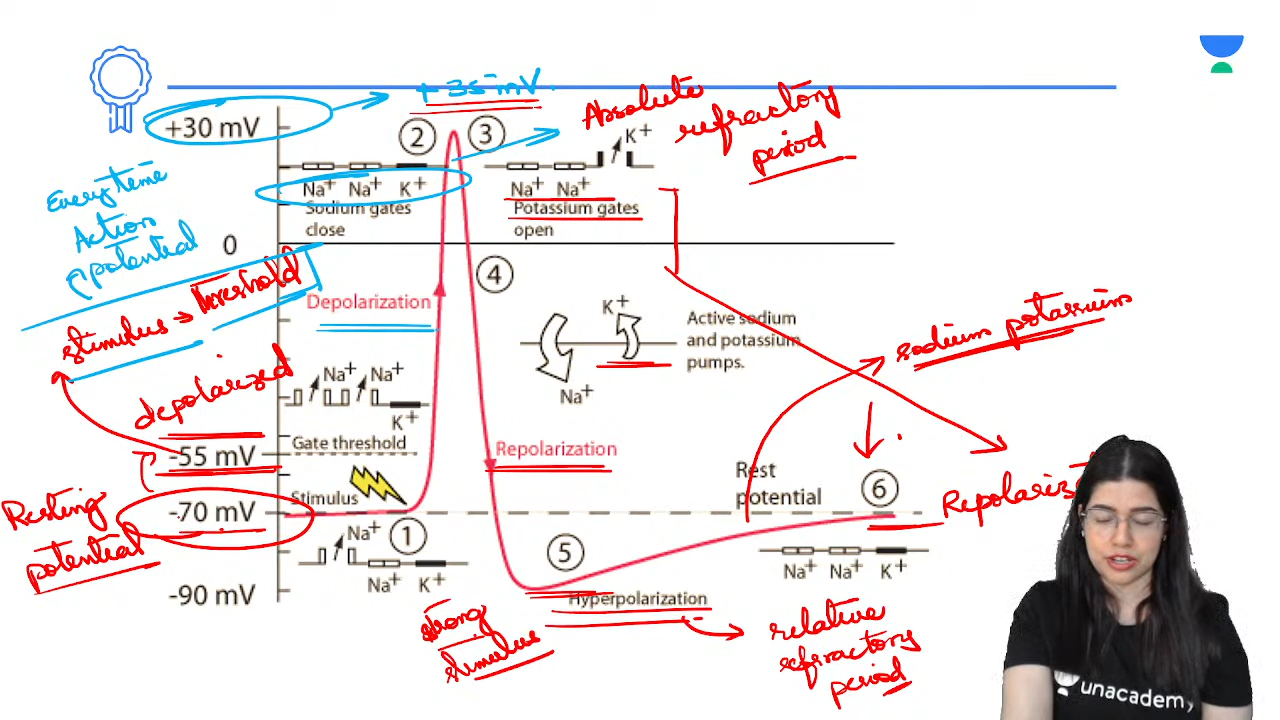 + 35 mV.
+30 mV
2
3
Absolute
refractory
period
K+
Na+ Na+ K+
Sodium gates
close
Na+ Na+
Potassium gates
open
Everytime
Action
potential
0
4
stimulus → threshold
Depolarization
K+
Na+
Active sodium
and potassium
pumps.
sodium potassium
depolarized
Na+ Na+
K+
Gate threshold
-55 mV
Repolarization
Stimulus
Rest
potential
6
Resting
potential
-70 mV
1
Na+
Na+ K+
5
Na+ Na+ K+
-90 mV
Hyperpolarization
strong
stimulus
relative
refractory
period
unacademy